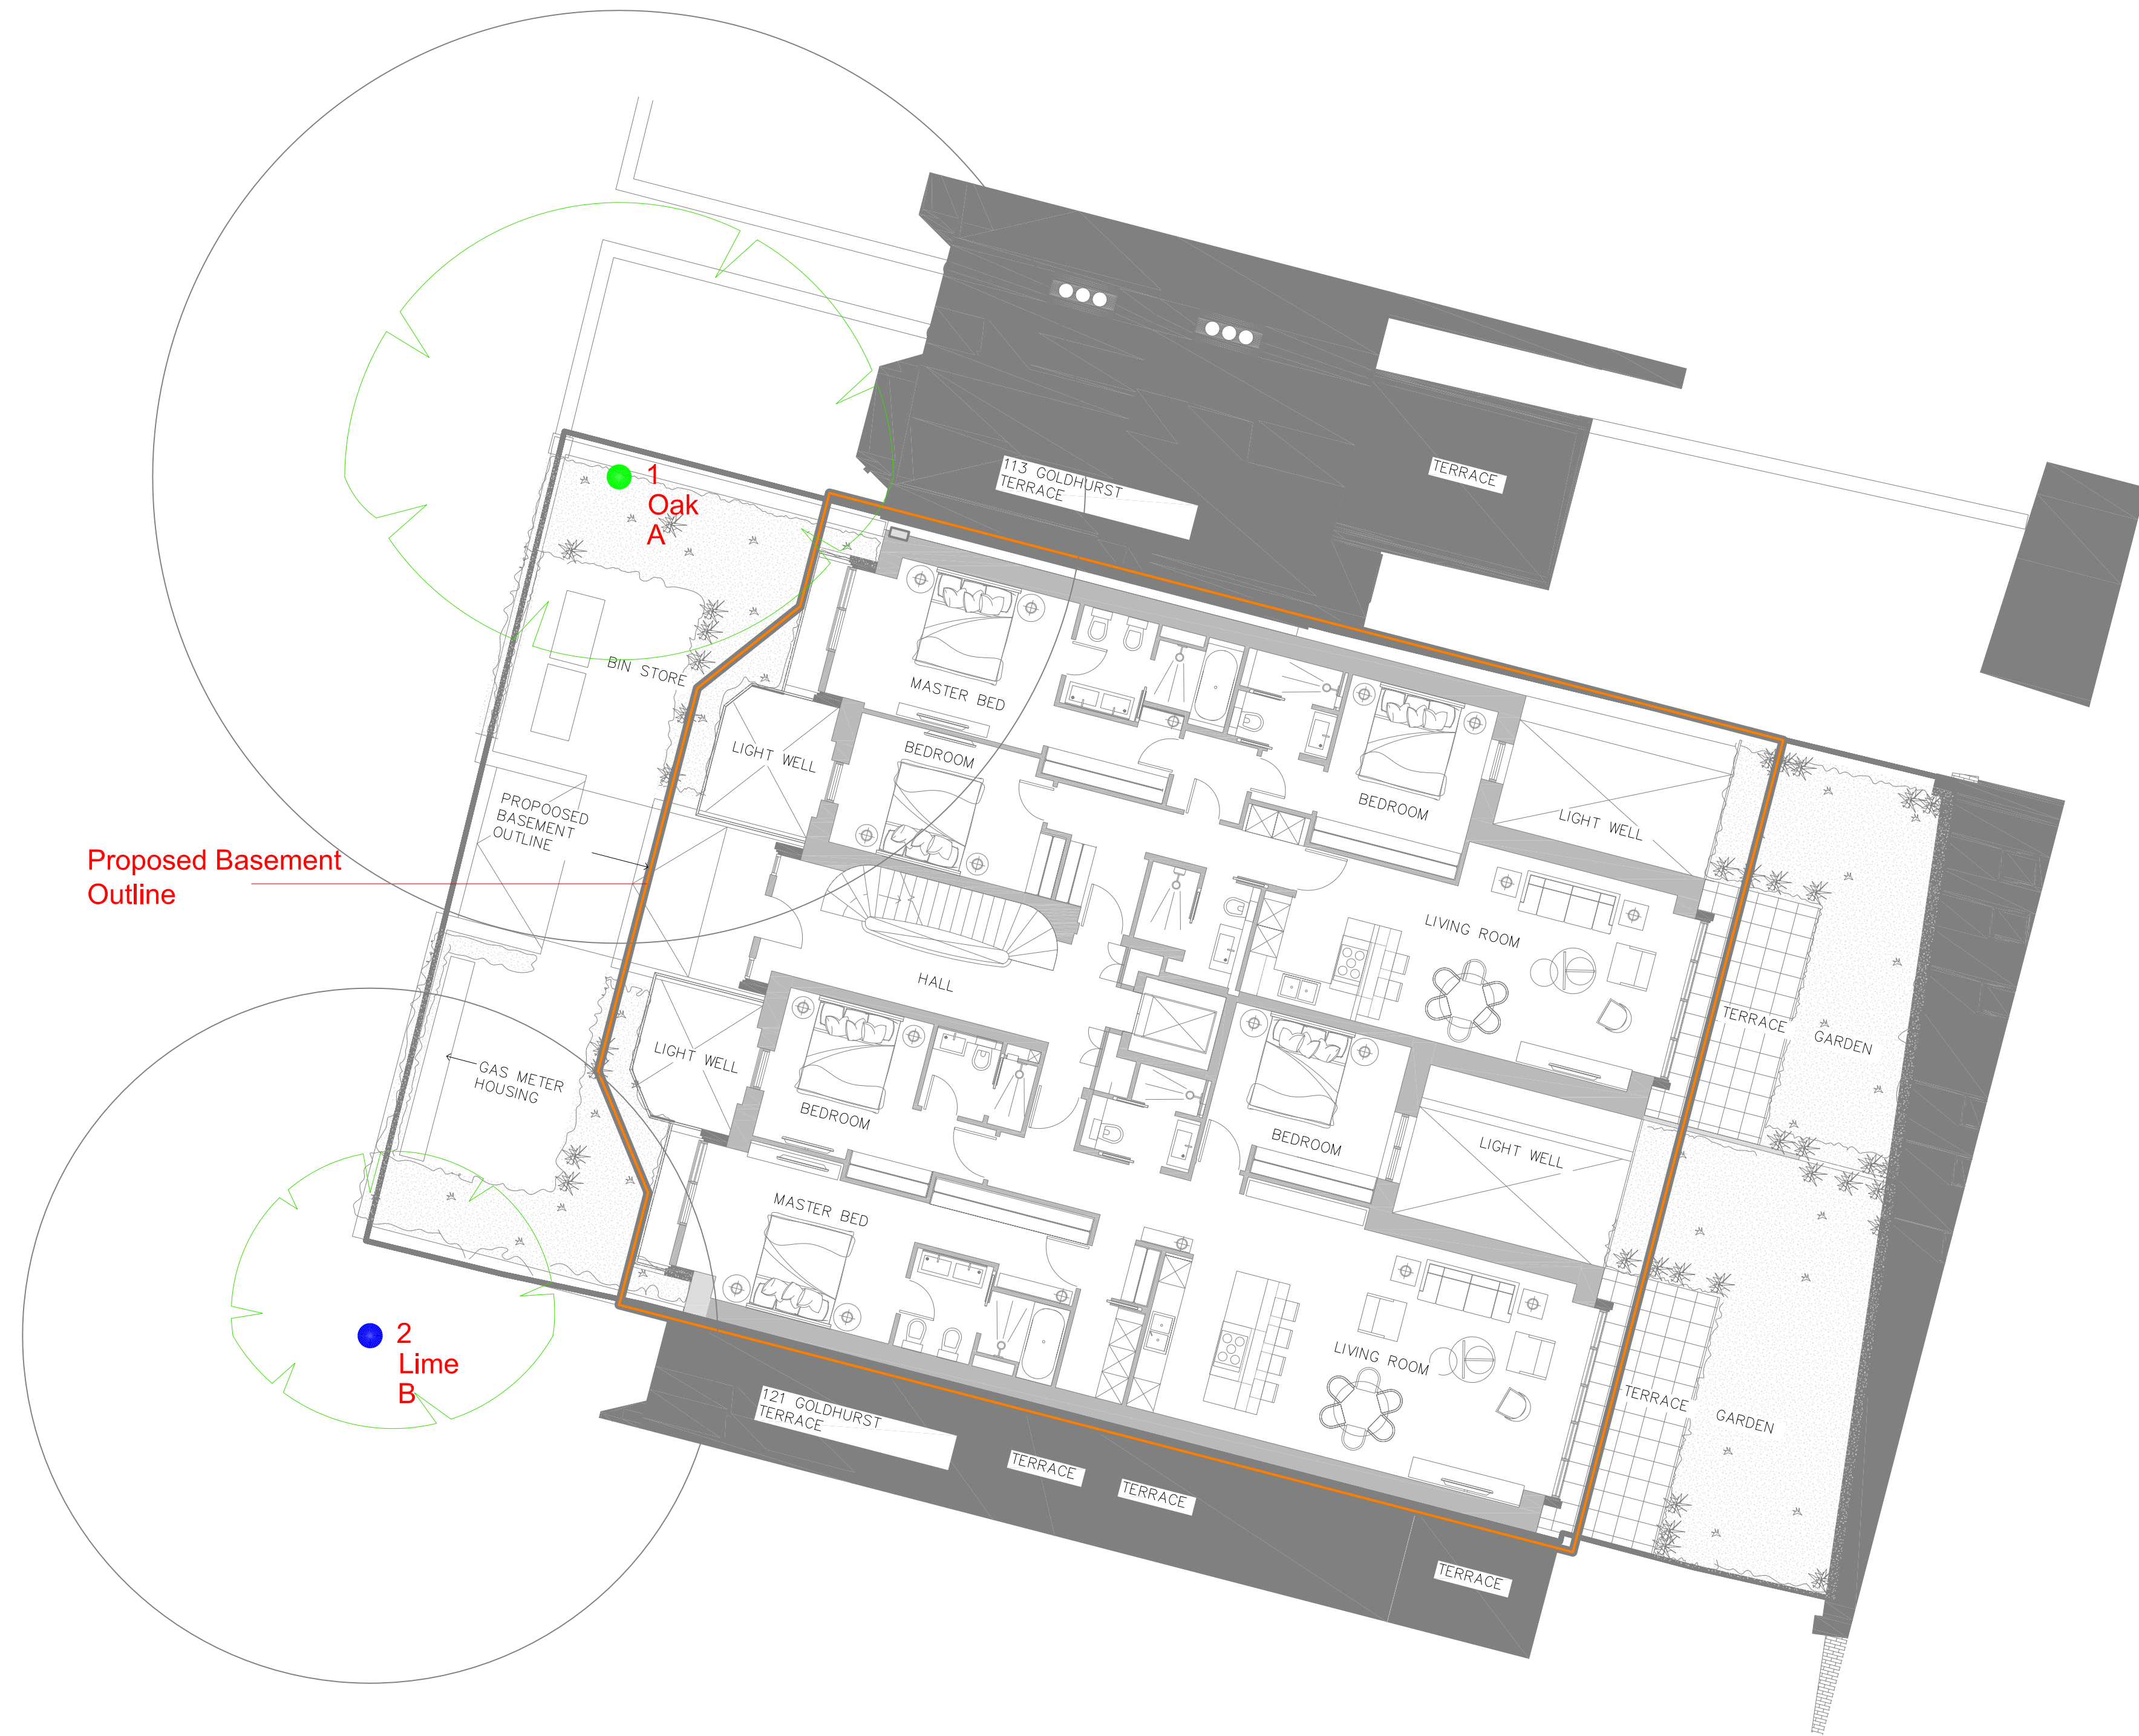 113 GOLDHURST
TERRACE
TERRACE
1
Oak
A
BIN STORE
MASTER BED
LIGHT WELL
BEDROOM
BEDROOM
LIGHT WELL
PROPOOSED
BASEMENT
OUTLINE
Proposed Basement
Outline
LIVING ROOM
HALL
TERRACE
GARDEN
LIGHT WELL
GAS METER
HOUSING
BEDROOM
BEDROOM
LIGHT WELL
MASTER BED
2
Lime
B
LIVING ROOM
TERRACE
GARDEN
121 GOLDHURST
TERRACE
TERRACE
TERRACE
TERRACE